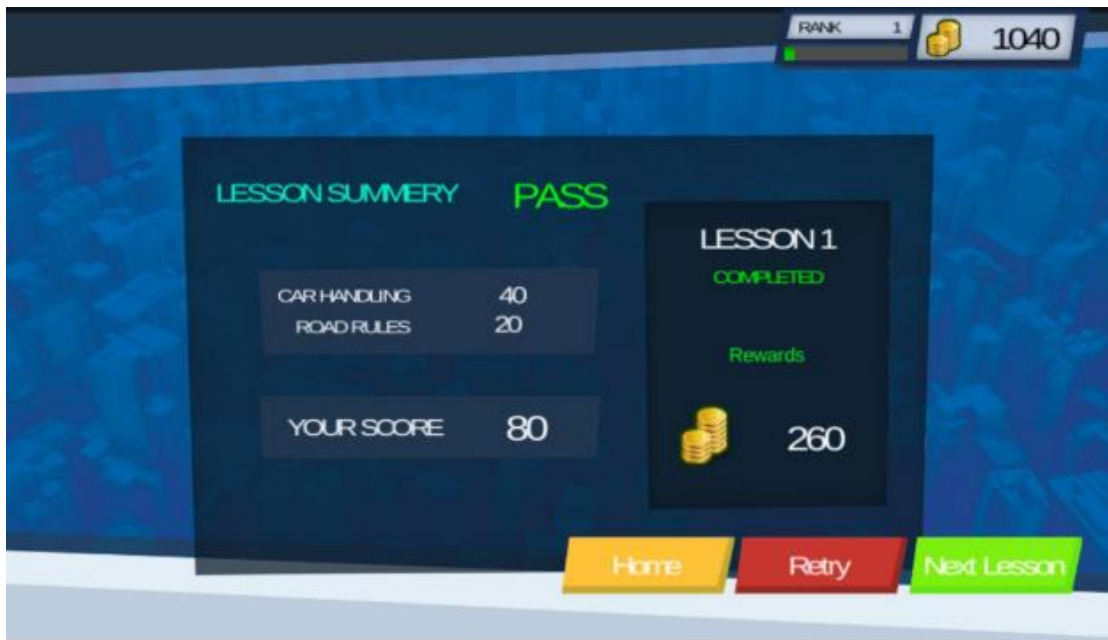 RANK 1
1040
LESSON SUMMERY PASS
CAR HANDLING 40
ROAD RULES 20
YOUR SCORE 80
LESSON 1
COMPLETED
Rewards
260
Home
Retry
Next Lesson